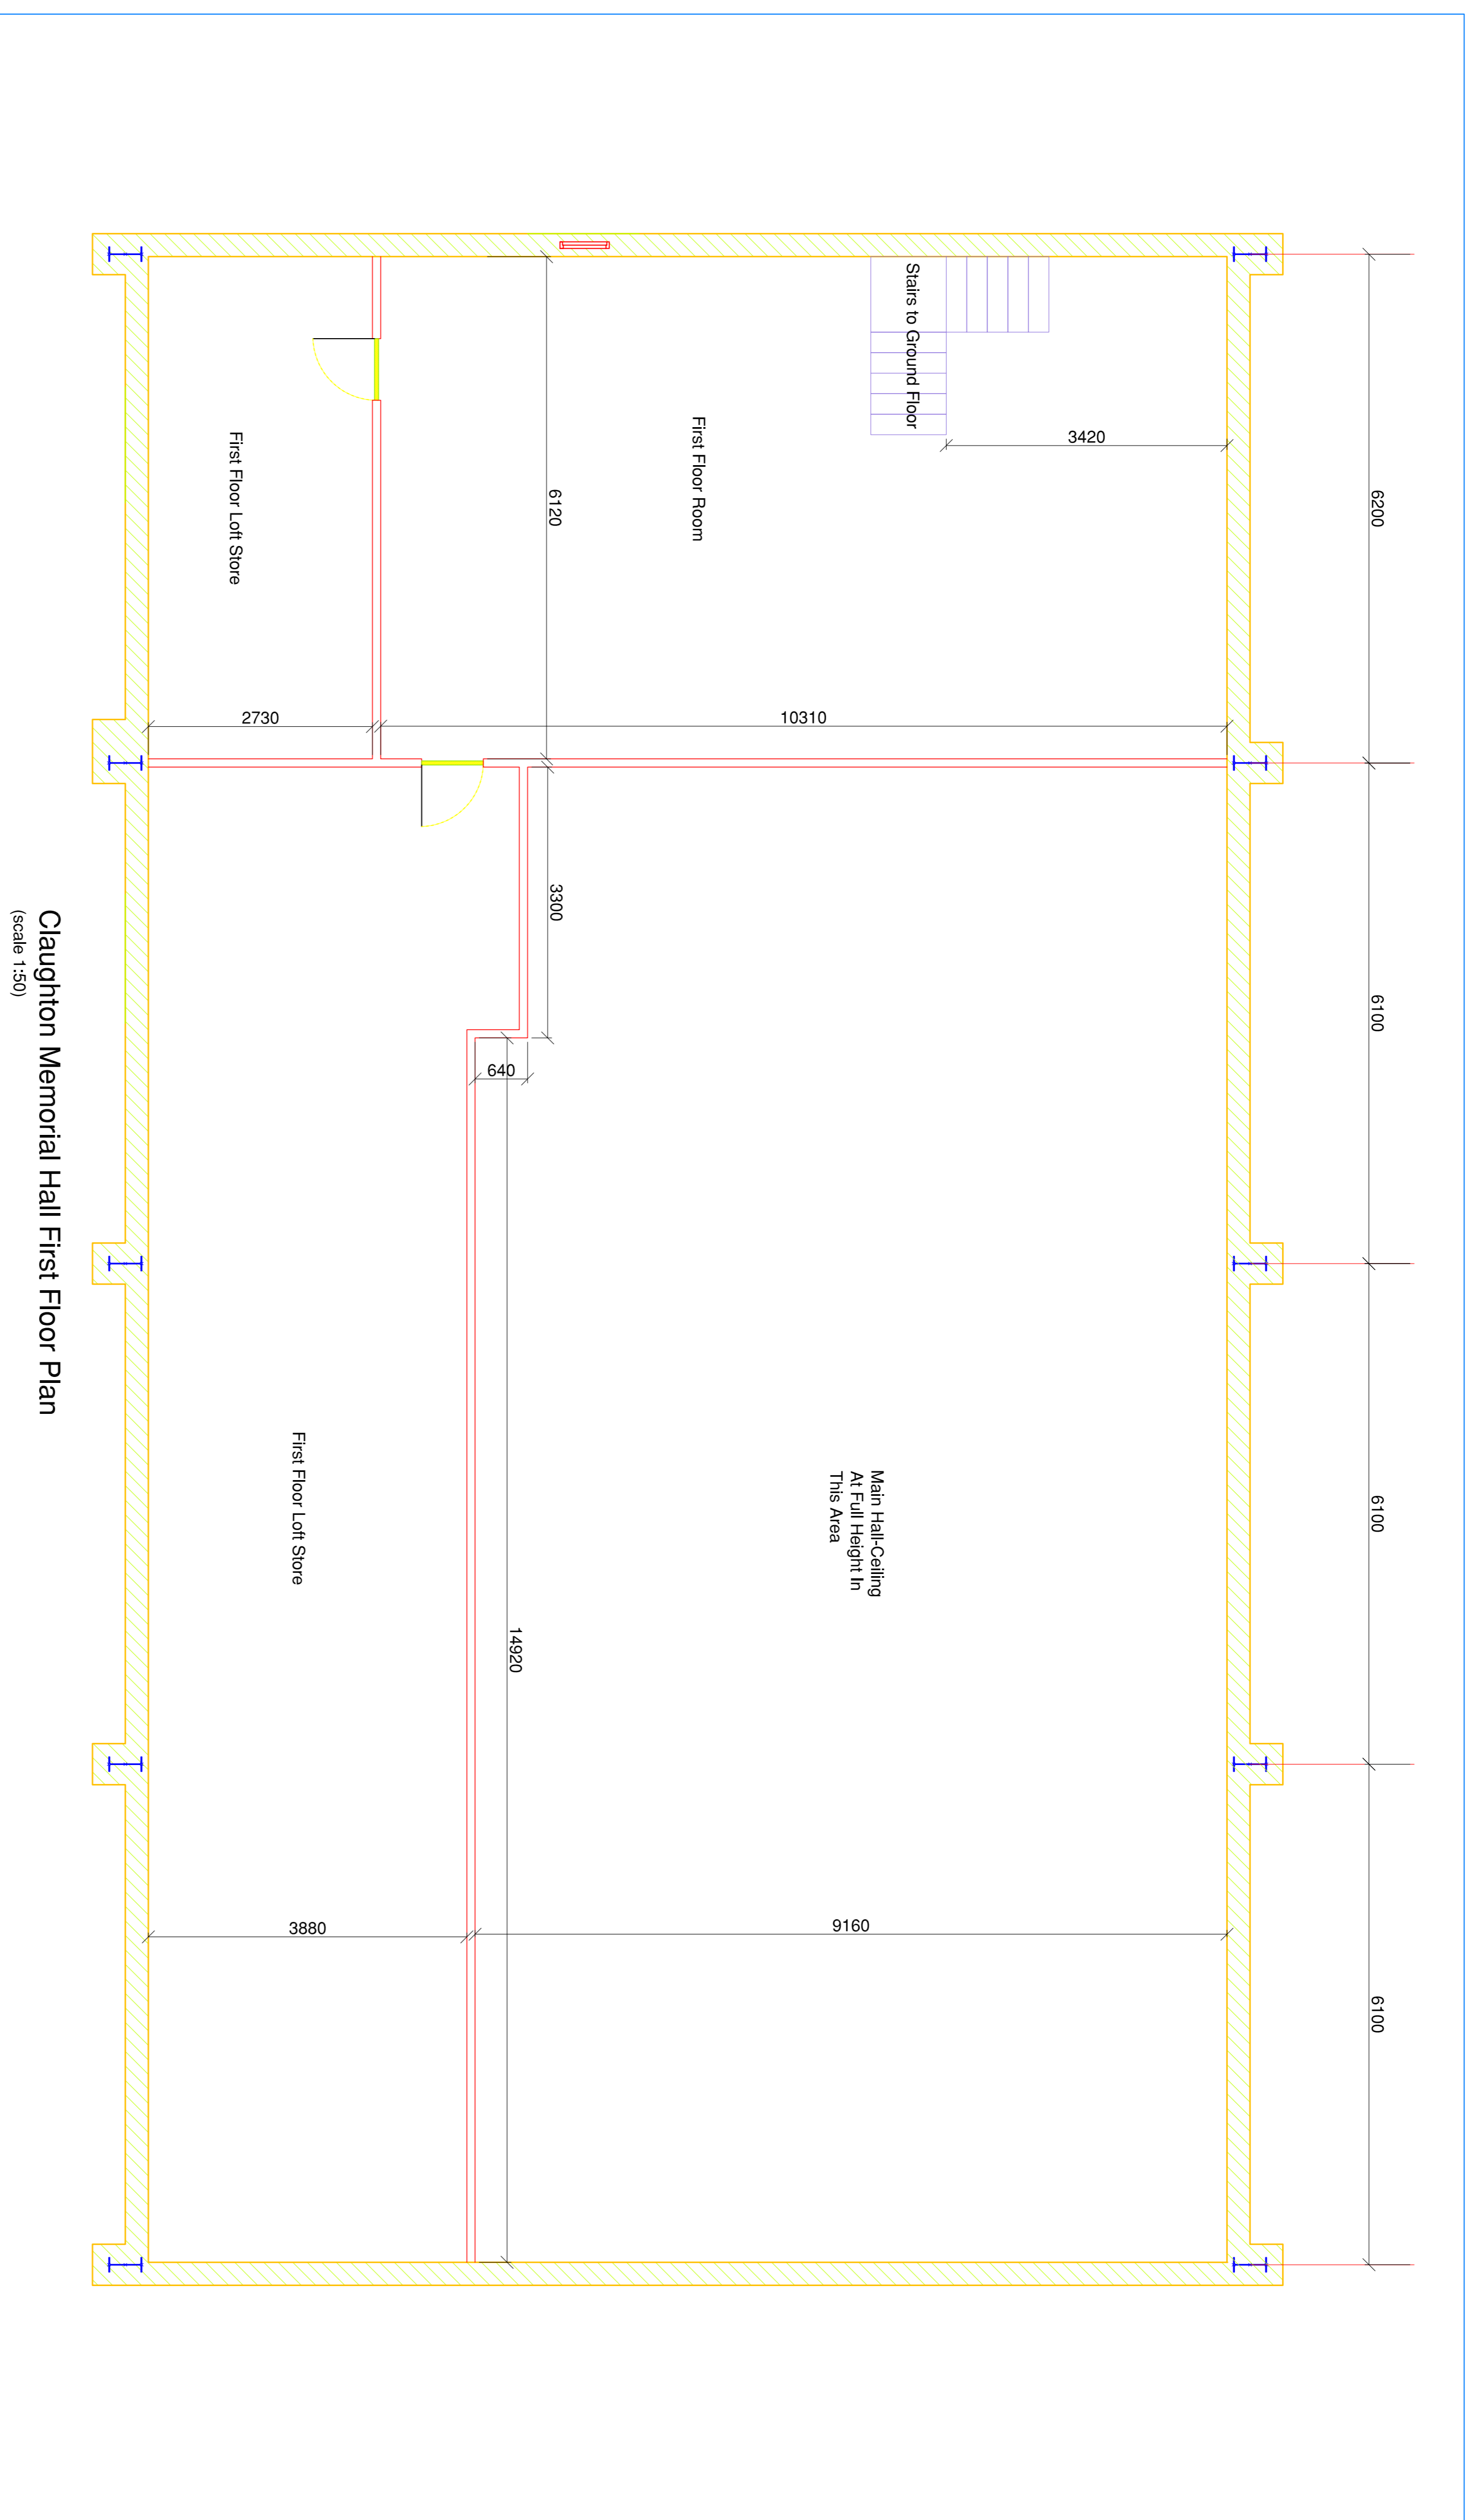 6200
6100
6100
6100
Stairs to Ground Floor
3420
First Floor Room
6120
10310
2730
First Floor Loft Store
3300
640
Main Hall-Ceiling
At Full Height In
This Area
14920
9160
3880
First Floor Loft Store
Claughton Memorial Hall First Floor Plan
(scale 1:50)